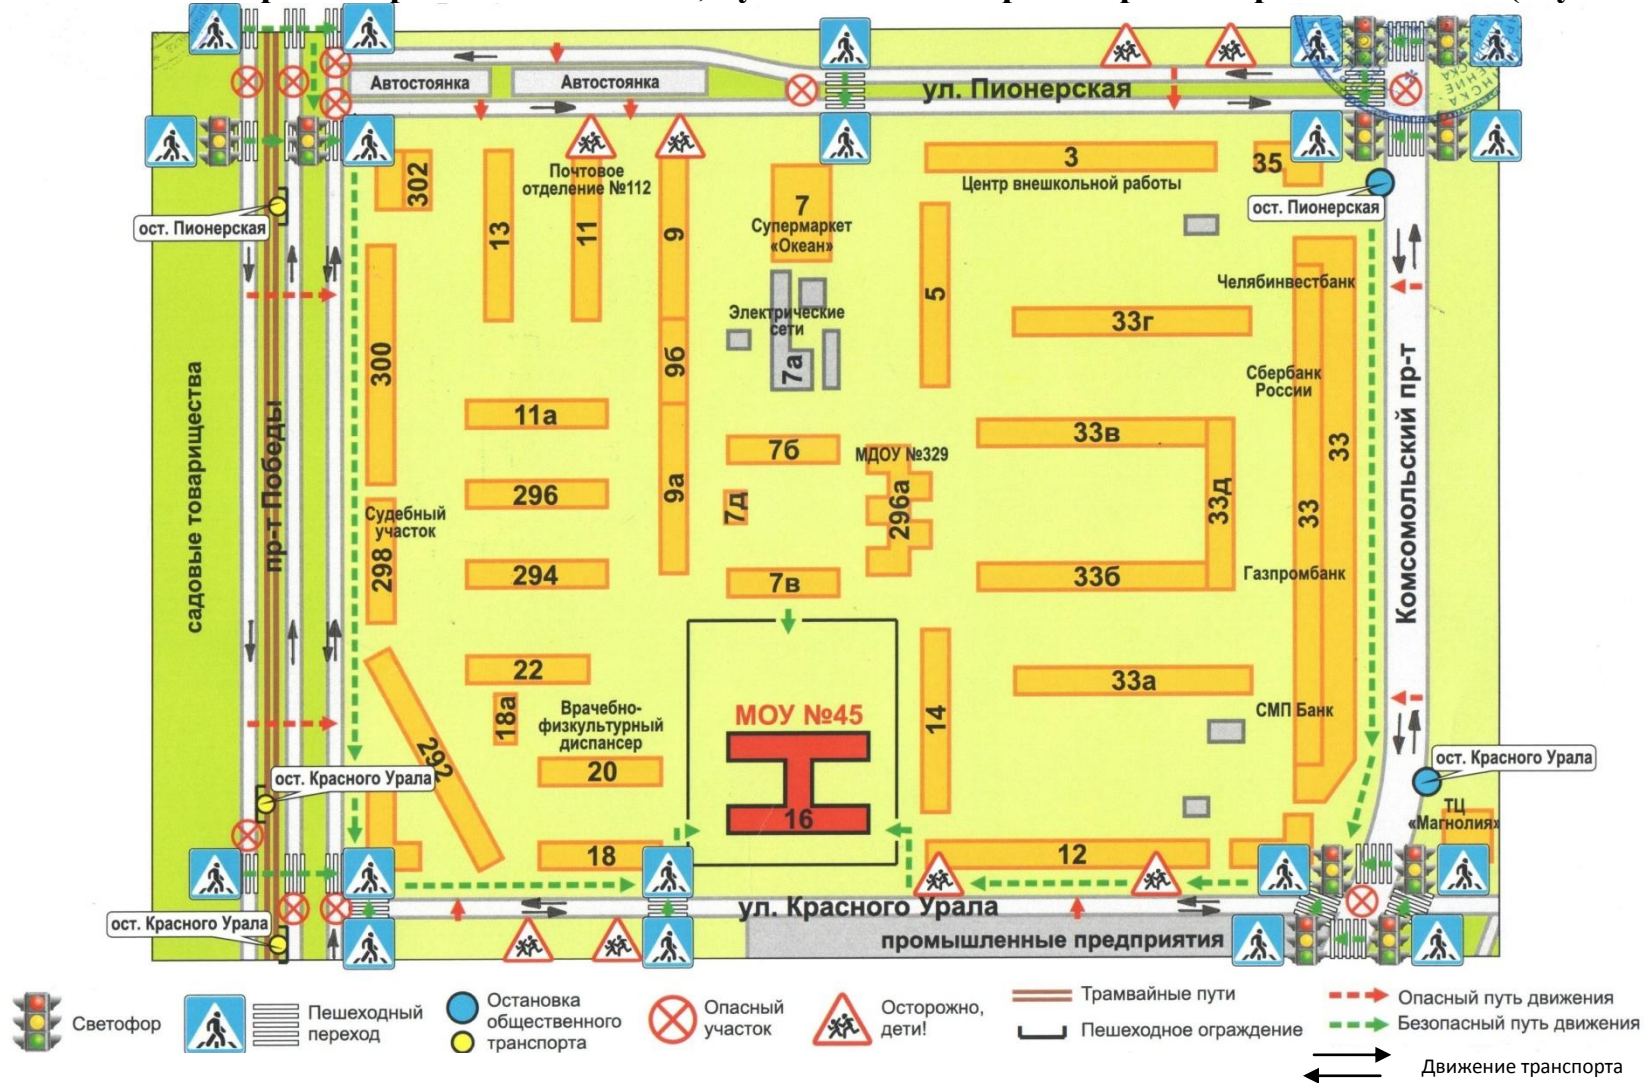 Автостоянка
Автостоянка
ул. Пионерская
302
13
Почтовое
отделение №112
11
9
7
Супермаркет
«Океан»
3
Центр внешкольной работы
35
ост. Пионерская
ост. Пионерская
300
Электрические
сети
7а
5
Челябинвестбанк
33г
9б
Сбербанк
России
садовые товарищества
пр-т Победы
Комсомольский пр-т
11а
7б
МДОУ №329
33в
33
296
9а
7д
296а
33д
33
Судебный
участок
298
294
7в
33б
Газпромбанк
22
18а
Врачебно-
физкультурный
диспансер
МОУ №45
14
33а
СМП Банк
292
20
ост. Красного Урала
ост. Красного Урала
16
ТЦ
«Магнолия»
18
12
ост. Красного Урала
ул. Красного Урала
промышленные предприятия
Светофор
Пешеходный
переход
Остановка
общественного
транспорта
Опасный
участок
Осторожно,
дети!
Трамвайные пути
Пешеходное ограждение
Опасный путь движения
Безопасный путь движения
Движение транспорта